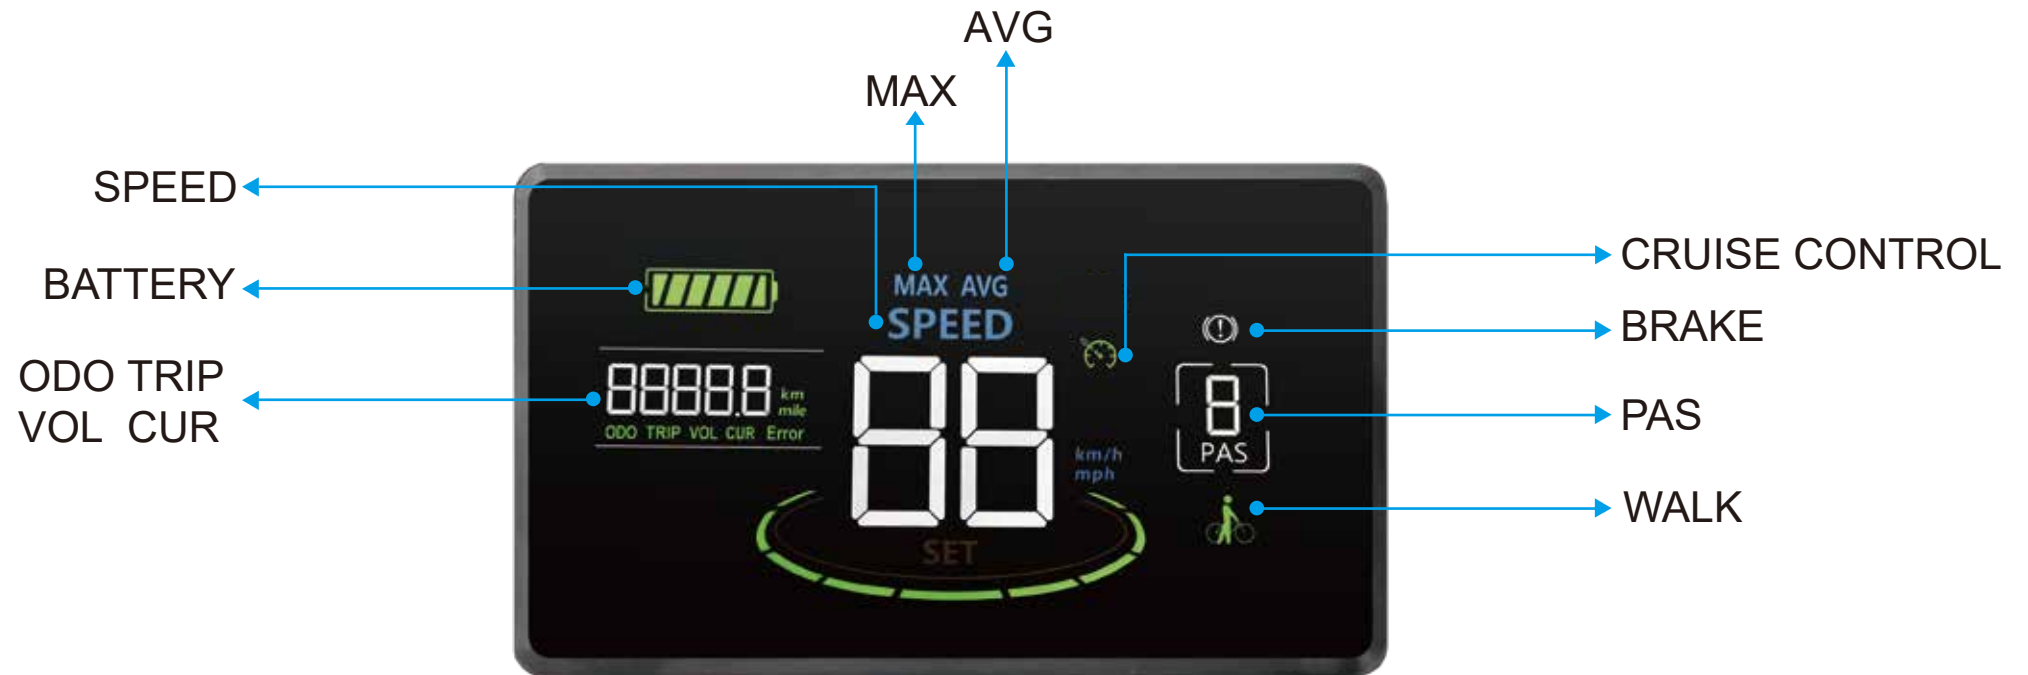 AVG
MAX
SPEED
BATTERY
ODO TRIP
VOL CUR
MAX AVG
SPEED
8888.8 km
mile
ODO TRIP VOL CUR Error
88
km/h
mph
SET
8
PAS
CRUISE CONTROL
BRAKE
PAS
WALK